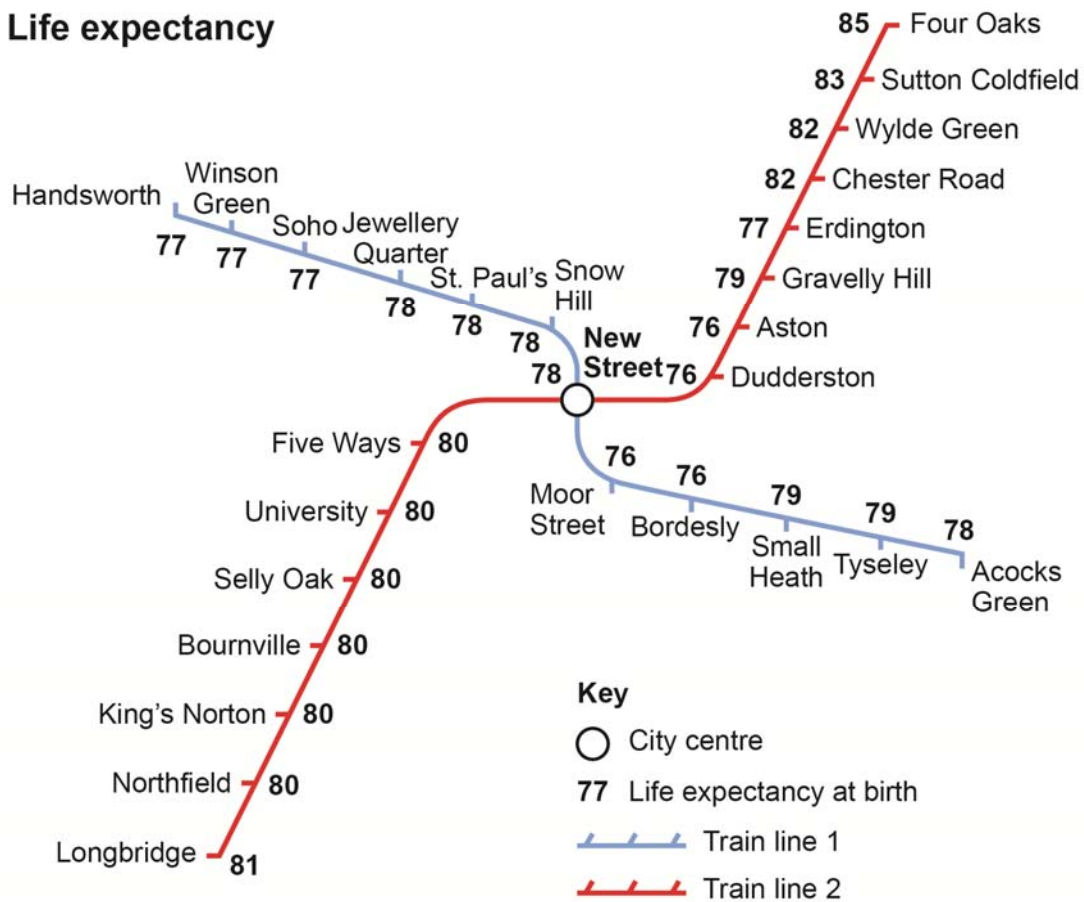 Life expectancy
85 Four Oaks
83 Sutton Coldfield
82 Wylde Green
82 Chester Road
77 Erdington
79 Gravelly Hill
76 Aston
76 Dudderston
Handsworth
77
Winson
Green
77
Soho
77
Jewellery
Quarter
78
St. Paul's
78
Snow
Hill
78
New
Street
78
Five Ways 80
University 80
Selly Oak 80
Bournville 80
King's Norton 80
Northfield 80
Longbridge 81
76
Moor
Street
76
Bordesly
79
Small
Heath
79
Tyseley
78
Acocks
Green
Key
City centre
77 Life expectancy at birth
Train line 1
Train line 2